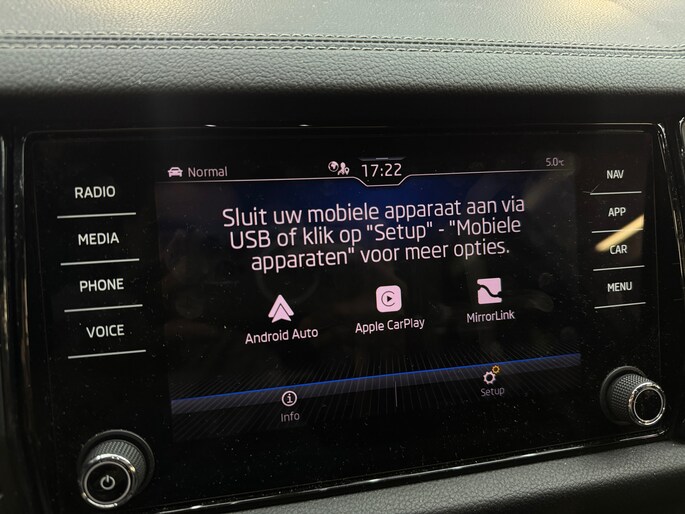 Normal
17:22
5.0°C
RADIO
MEDIA
PHONE
VOICE
Sluit uw mobiele apparaat aan via
USB of klik op "Setup" - "Mobiele
apparaten" voor meer opties.
Android Auto
Apple CarPlay
MirrorLink
Info
Setup
NAV
APP
CAR
MENU